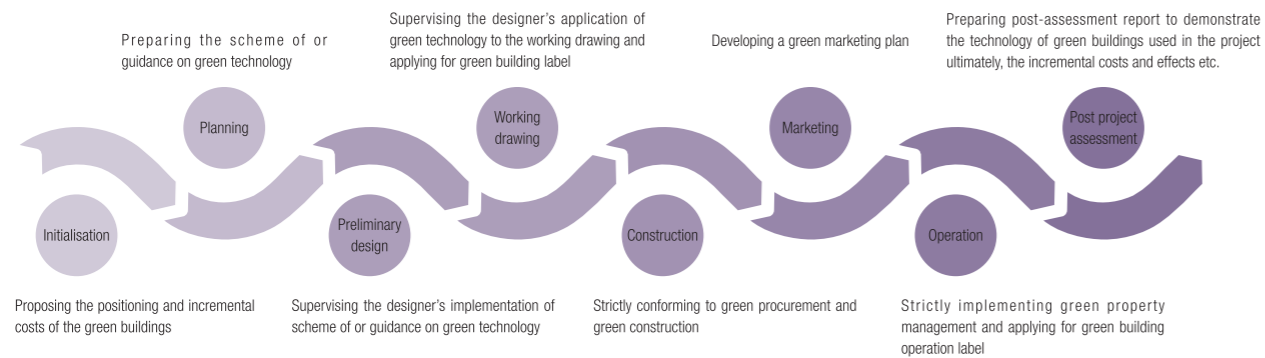 Preparing the scheme of or
guidance on green technology
Supervising the designer's application of
green technology to the working drawing and
applying for green building label
Developing a green marketing plan
Preparing post-assessment report to demonstrate
the technology of green buildings used in the project
ultimately, the incremental costs and effects etc.
Planning
Working
drawing
Marketing
Post project
assessment
Initialisation
Preliminary
design
Construction
Operation
Proposing the positioning and incremental
costs of the green buildings
Supervising the designer's implementation of
scheme of or guidance on green technology
Strictly conforming to green procurement and
green construction
Strictly implementing green property
management and applying for green building
operation label